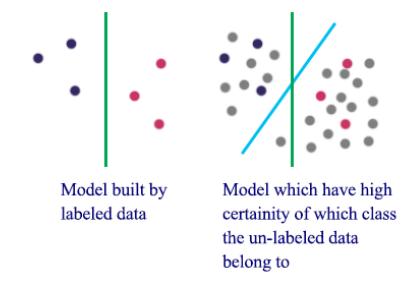 Model built by
labeled data
Model which have high
certainity of which class
the un-labeled data
belong to